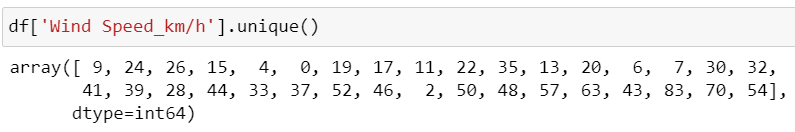 df['Wind Speed_km/h'].unique()
array([ 9, 24, 26, 15,  4,  0, 19, 17, 11, 22, 35, 13, 20,  6,  7, 30, 32,
       41, 39, 28, 44, 33, 37, 52, 46,  2, 50, 48, 57, 63, 43, 83, 70, 54],
      dtype=int64)